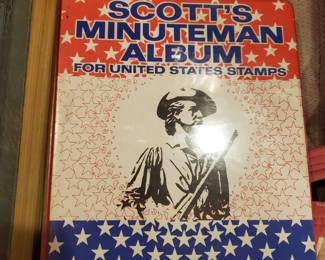 SCOTT'S
MINUTEMAN
ALBUM
FOR UNITED STATES STAMPS